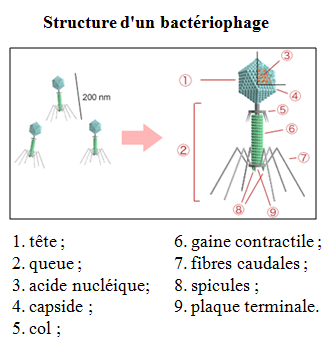 Structure d'un bactériophage
200 nm
①
②
③
④
⑤
⑥
⑦
⑧
⑨
1. tête ;
2. queue ;
3. acide nucléique;
4. capside ;
5. col ;
6. gaine contractile ;
7. fibres caudales ;
8. spicules ;
9. plaque terminale.